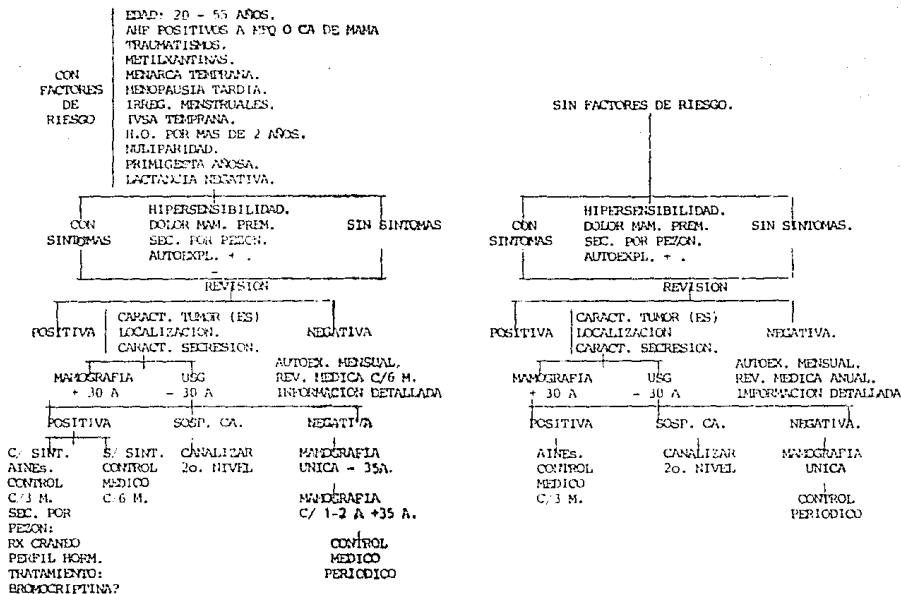 CON
FACTORES
DE
RIESGO
EDAD: 20 - 55 AÑOS.
AHF POSITIVOS A MFQ O CA DE MAMA
TRAUMATISMOS.
METILXANTINAS.
MENARCA TEMPRANA.
MENOPAUSIA TARDIA.
IRREG. MENSTRUALES.
IVSA TEMPRANA.
H.O. POR MAS DE 2 AÑOS.
NULIPARIDAD.
PRIMIGESTA AÑOSA.
LACTANCIA NEGATIVA.
CON
SINTOMAS
HIPERSENSIBILIDAD.
DOLOR MAM. PREM.
SEC. POR PEZON.
AUTOEXPL. + .
SIN SINTOMAS
REVISION
POSITIVA
CARACT. TUMOR (ES)
LOCALIZACION.
CARACT. SECRESION.
NEGATIVA
MAMOGRAFIA
+ 30 A
USG
- 30 A
AUTOEX. MENSUAL.
REV. MEDICA C/6 M.
INFORMACION DETALLADA
POSITIVA
SOSP. CA.
NEGATIVA
C/ SINT.
AINEs.
CONTROL
C/3 M.
SEC. POR
PEZON:
RX CRANEO
PERFIL HORM.
TRATAMIENTO:
BROMOCRIPTINA?
S/ SINT.
CONTROL
MEDICO
C/6 M.
CANALIZAR
2o. NIVEL
MAMOGRAFIA
UNICA - 35A.
MAMOGRAFIA
C/ 1-2 A +35 A.
CONTROL
MEDICO
PERIODICO
SIN FACTORES DE RIESGO.
CON
SINTOMAS
HIPERSENSIBILIDAD.
DOLOR MAM. PREM.
SEC. POR PEZON.
AUTOEXPL. + .
SIN SINTOMAS.
REVISION
POSITIVA
CARACT. TUMOR (ES)
LOCALIZACION
CARACT. SECRESION.
NEGATIVA.
MAMOGRAFIA
+ 30 A
USG
- 30 A
AUTOEX. MENSUAL.
REV. MEDICA ANUAL.
INFORMACION DETALLADA
POSITIVA
SOSP. CA.
NEGATIVA.
AINEs.
CONTROL
MEDICO
C/3 M.
CANALIZAR
2o. NIVEL
MAMOGRAFIA
UNICA
CONTROL
PERIODICO